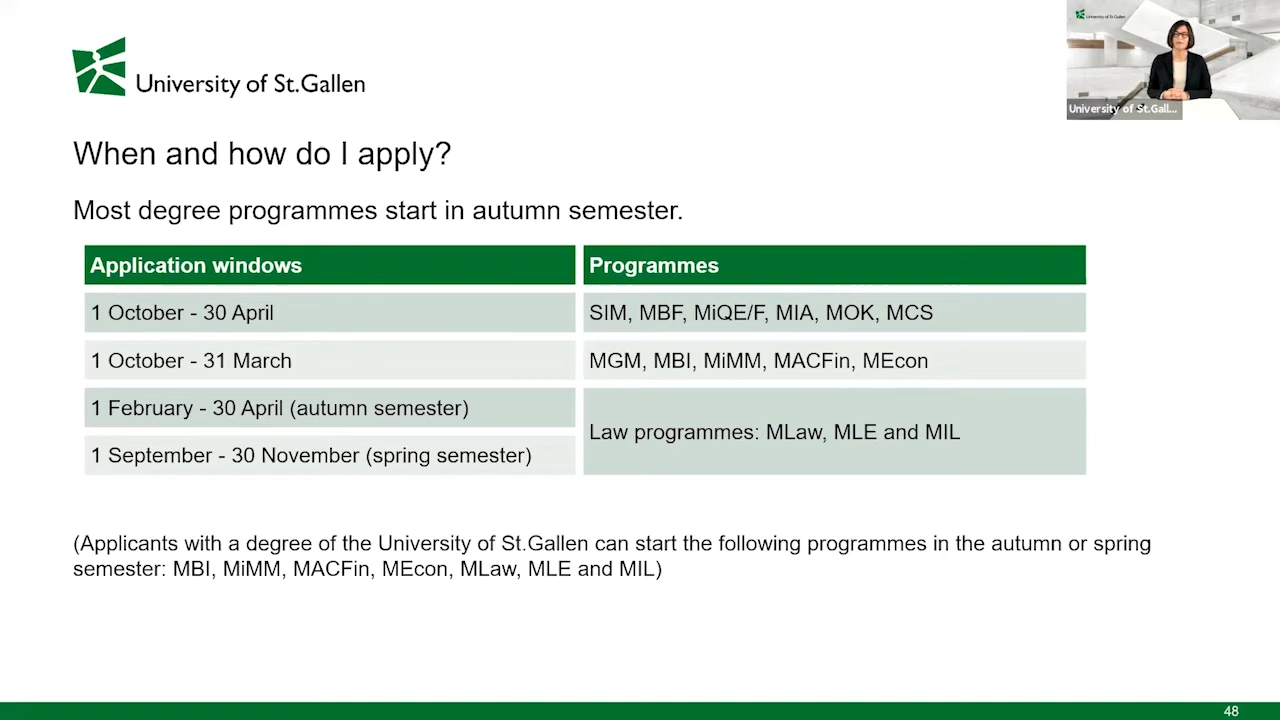 University of St.Gallen
University of St.Gallen
University of St.Gall...
When and how do I apply?
Most degree programmes start in autumn semester.
Application windows Programmes
1 October - 30 April SIM, MBF, MiQE/F, MIA, MOK, MCS
1 October - 31 March MGM, MBI, MiMM, MACFin, MEcon
1 February - 30 April (autumn semester)
Law programmes: MLaw, MLE and MIL
1 September - 30 November (spring semester)
(Applicants with a degree of the University of St.Gallen can start the following programmes in the autumn or spring
semester: MBI, MiMM, MACFin, MEcon, MLaw, MLE and MIL)
48